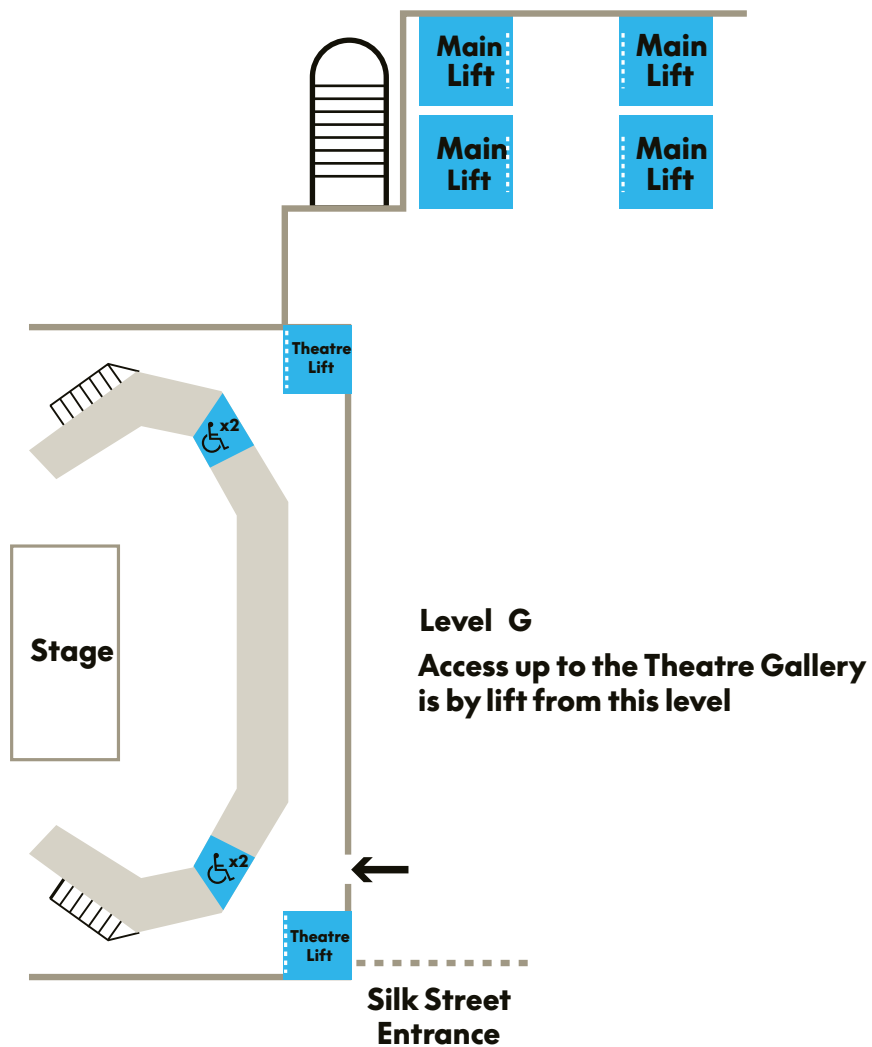 Main
Lift
Main
Lift
Main
Lift
Main
Lift
Theatre
Lift
x2
Stage
Level G
Access up to the Theatre Gallery
is by lift from this level
x2
Theatre
Lift
Silk Street
Entrance